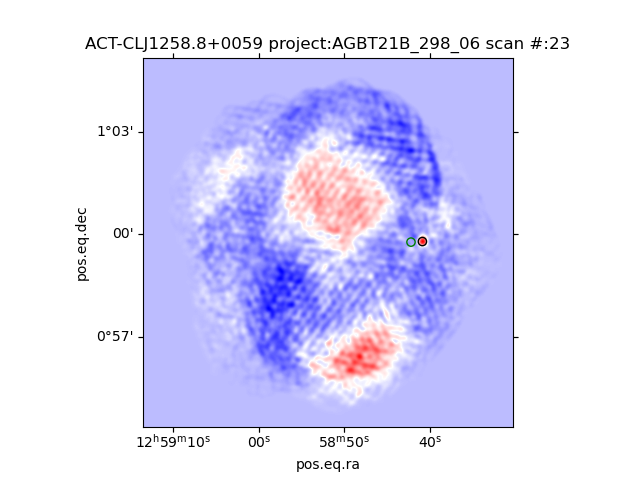 ACT-CLJ1258.8+0059 project:AGBT21B_298_06 scan #:23
1°03'
00'
0°57'
pos.eq.dec
12ʰ59ᵐ10ˢ 00ˢ 58ᵐ50ˢ 40ˢ
pos.eq.ra